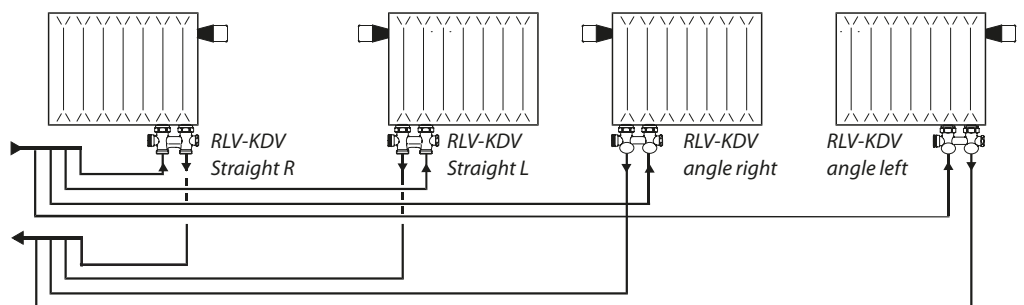 RLV-KDV
Straight R
RLV-KDV
Straight L
RLV-KDV
angle right
RLV-KDV
angle left